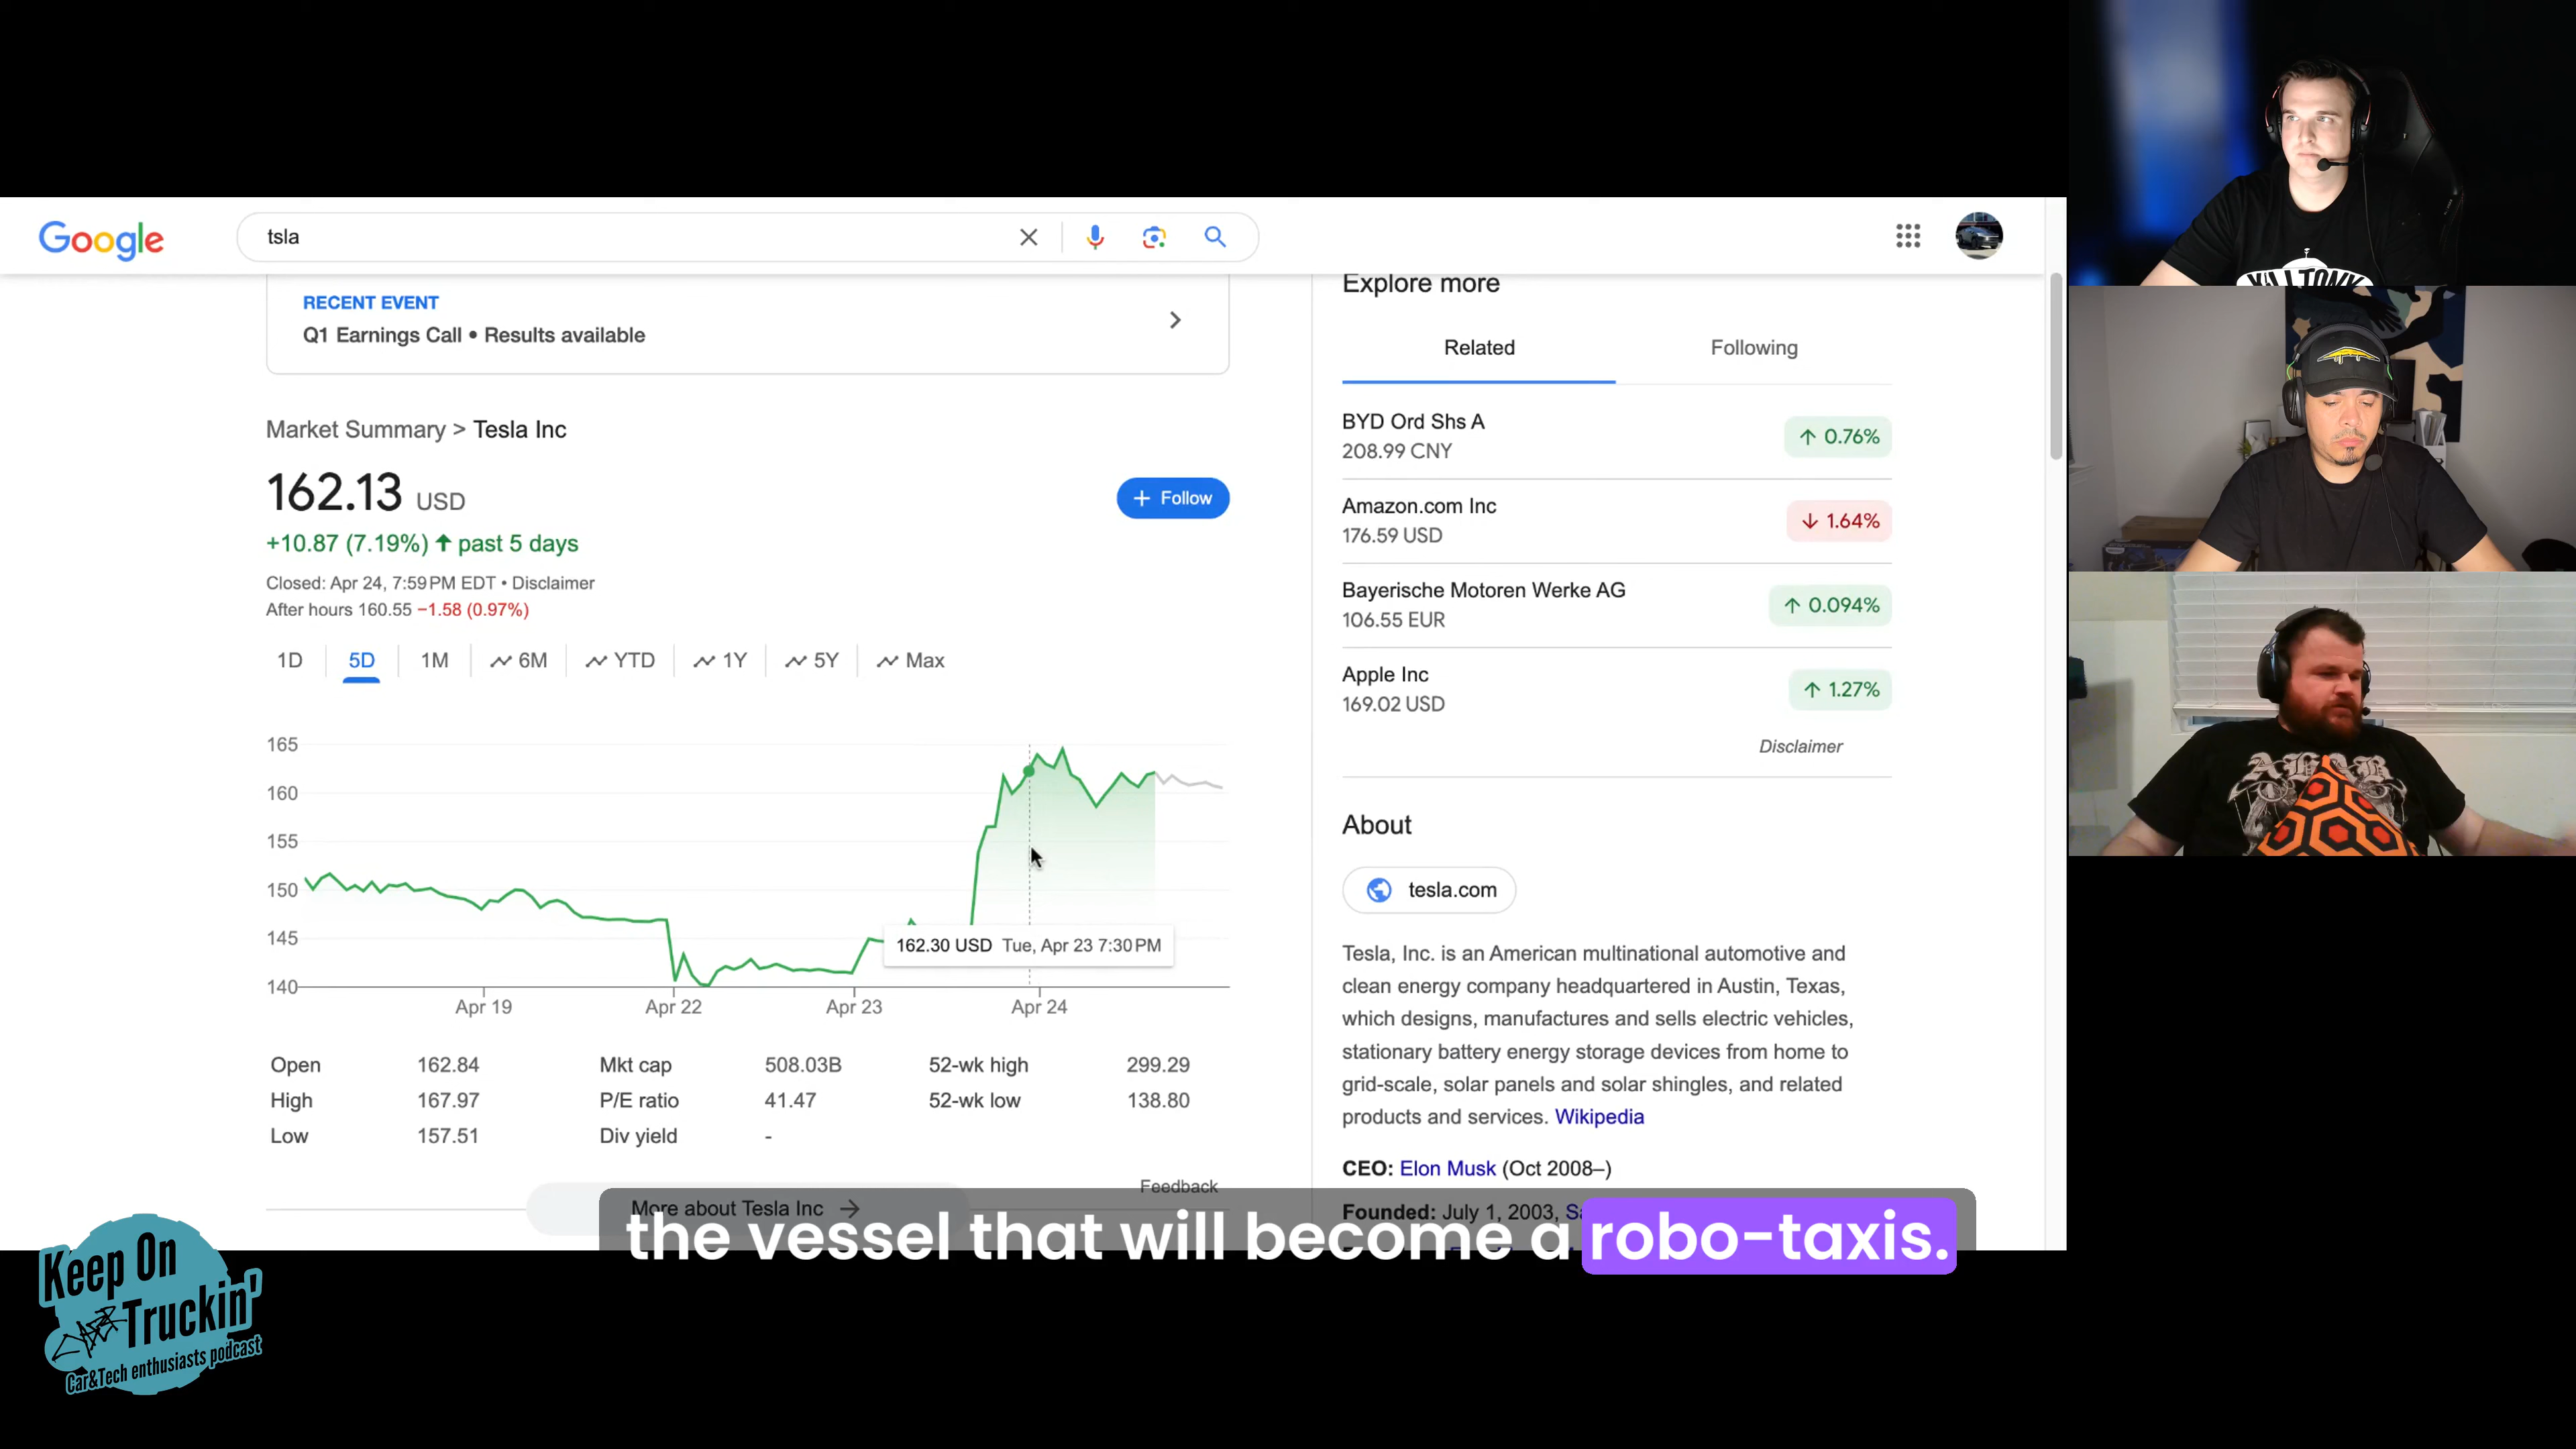 Google
tsla
RECENT EVENT
Q1 Earnings Call • Results available
Market Summary > Tesla Inc
162.13 USD
+ Follow
+10.87 (7.19%) ↑ past 5 days
Closed: Apr 24, 7:59 PM EDT • Disclaimer
After hours 160.55 −1.58 (0.97%)
1D 5D 1M 6M YTD 1Y 5Y Max
165
160
155
150
145
140
162.30 USD Tue, Apr 23 7:30 PM
Apr 19 Apr 22 Apr 23 Apr 24
Open 162.84 Mkt cap 508.03B 52-wk high 299.29
High 167.97 P/E ratio 41.47 52-wk low 138.80
Low 157.51 Div yield -
Feedback
More about Tesla Inc →
Explore more
Related Following
BYD Ord Shs A
208.99 CNY
↑ 0.76%
Amazon.com Inc
176.59 USD
↓ 1.64%
Bayerische Motoren Werke AG
106.55 EUR
↑ 0.094%
Apple Inc
169.02 USD
↑ 1.27%
Disclaimer
About
tesla.com
Tesla, Inc. is an American multinational automotive and
clean energy company headquartered in Austin, Texas,
which designs, manufactures and sells electric vehicles,
stationary battery energy storage devices from home to
grid-scale, solar panels and solar shingles, and related
products and services. Wikipedia
CEO: Elon Musk (Oct 2008–)
Founded: July 1, 2003,
the vessel that will become a robo-taxis.
Keep On
Truckin'
Car&Tech enthusiasts podcast
KILL TONY